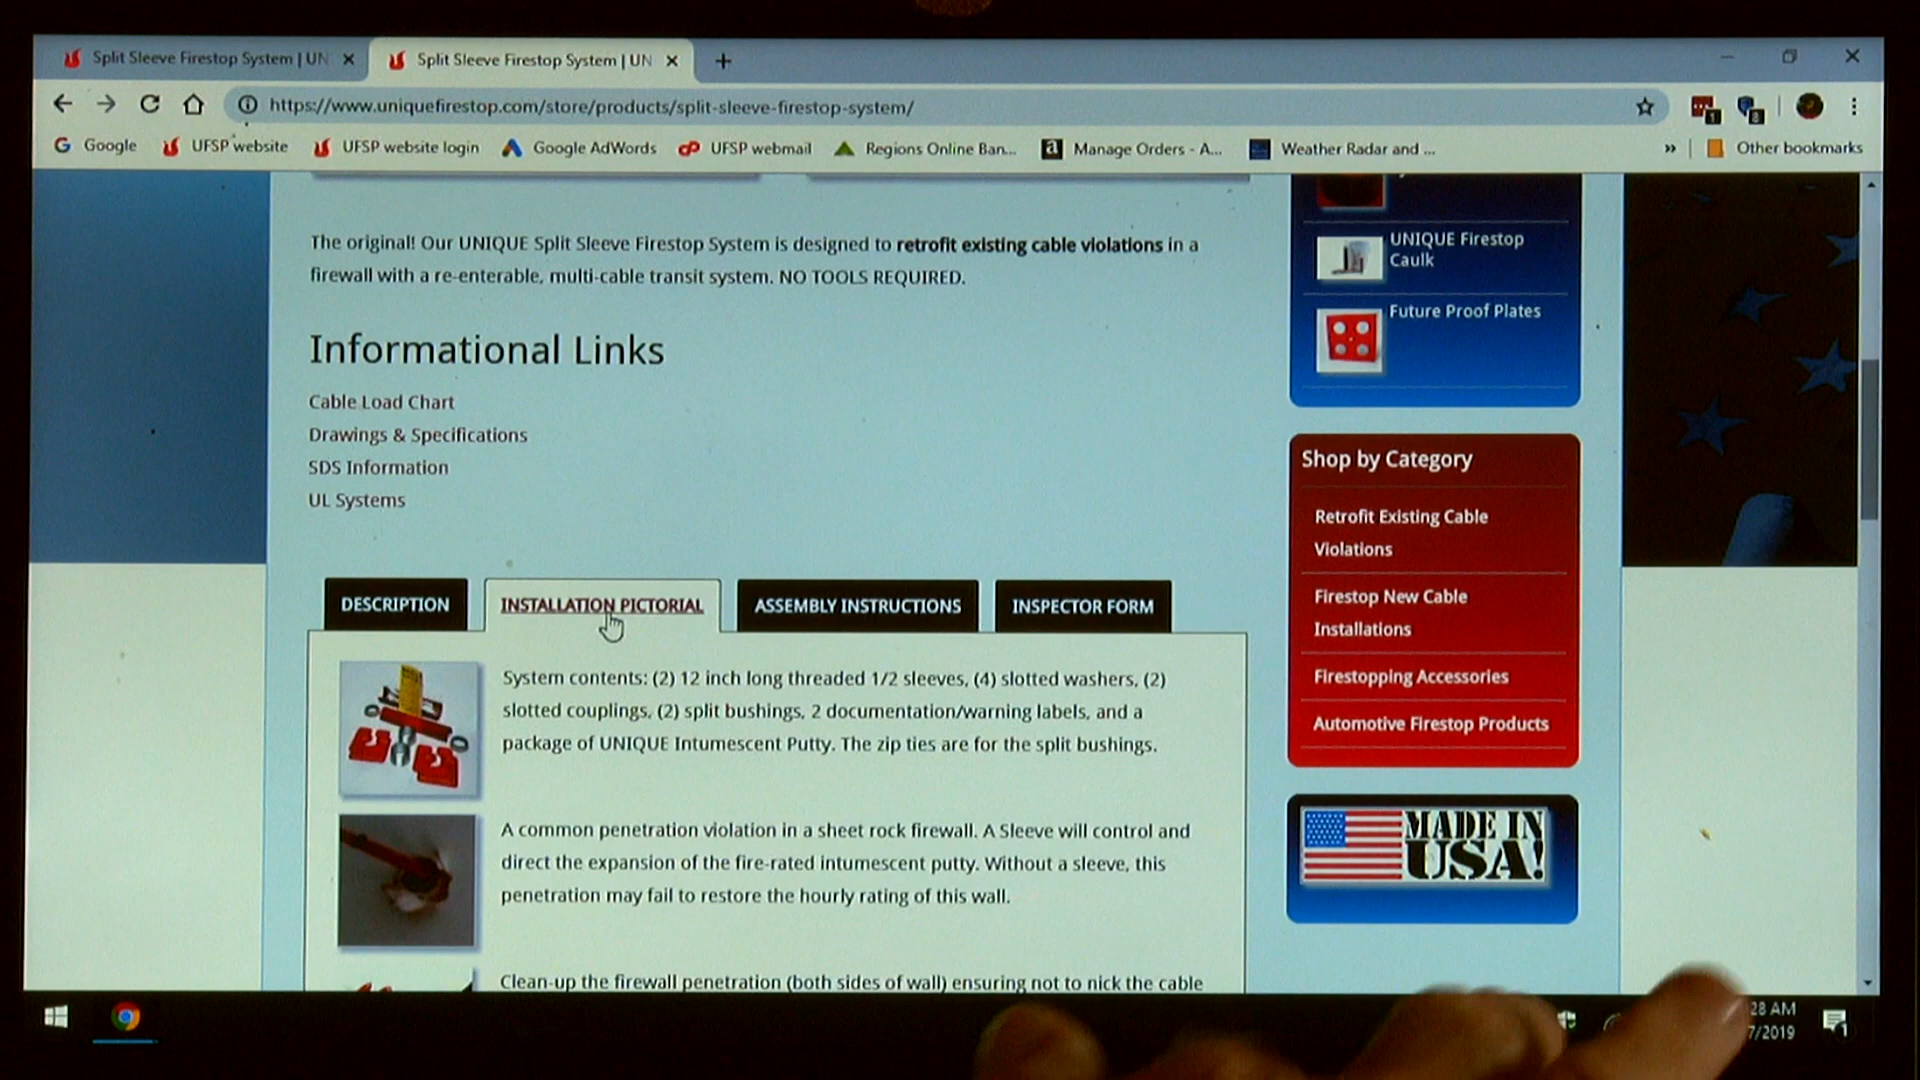 Split Sleeve Firestop System | UN
Split Sleeve Firestop System | UN
https://www.uniquefirestop.com/store/products/split-sleeve-firestop-system/
1
8
Google
UFSP website
UFSP website login
Google AdWords
UFSP webmail
Regions Online Ban...
Manage Orders - A...
Weather Radar and ...
»
Other bookmarks
The original! Our UNIQUE Split Sleeve Firestop System is designed to retrofit existing cable violations in a
firewall with a re-enterable, multi-cable transit system. NO TOOLS REQUIRED.
Informational Links
Cable Load Chart
Drawings & Specifications
SDS Information
UL Systems
DESCRIPTION
INSTALLATION PICTORIAL
ASSEMBLY INSTRUCTIONS
INSPECTOR FORM
System contents: (2) 12 inch long threaded 1/2 sleeves, (4) slotted washers, (2)
slotted couplings, (2) split bushings, 2 documentation/warning labels, and a
package of UNIQUE Intumescent Putty. The zip ties are for the split bushings.
A common penetration violation in a sheet rock firewall. A Sleeve will control and
direct the expansion of the fire-rated intumescent putty. Without a sleeve, this
penetration may fail to restore the hourly rating of this wall.
Clean-up the firewall penetration (both sides of wall) ensuring not to nick the cable
UNIQUE Firestop
Caulk
Future Proof Plates
Shop by Category
Retrofit Existing Cable
Violations
Firestop New Cable
Installations
Firestopping Accessories
Automotive Firestop Products
MADE IN
USA!
28 AM
7/2019
1